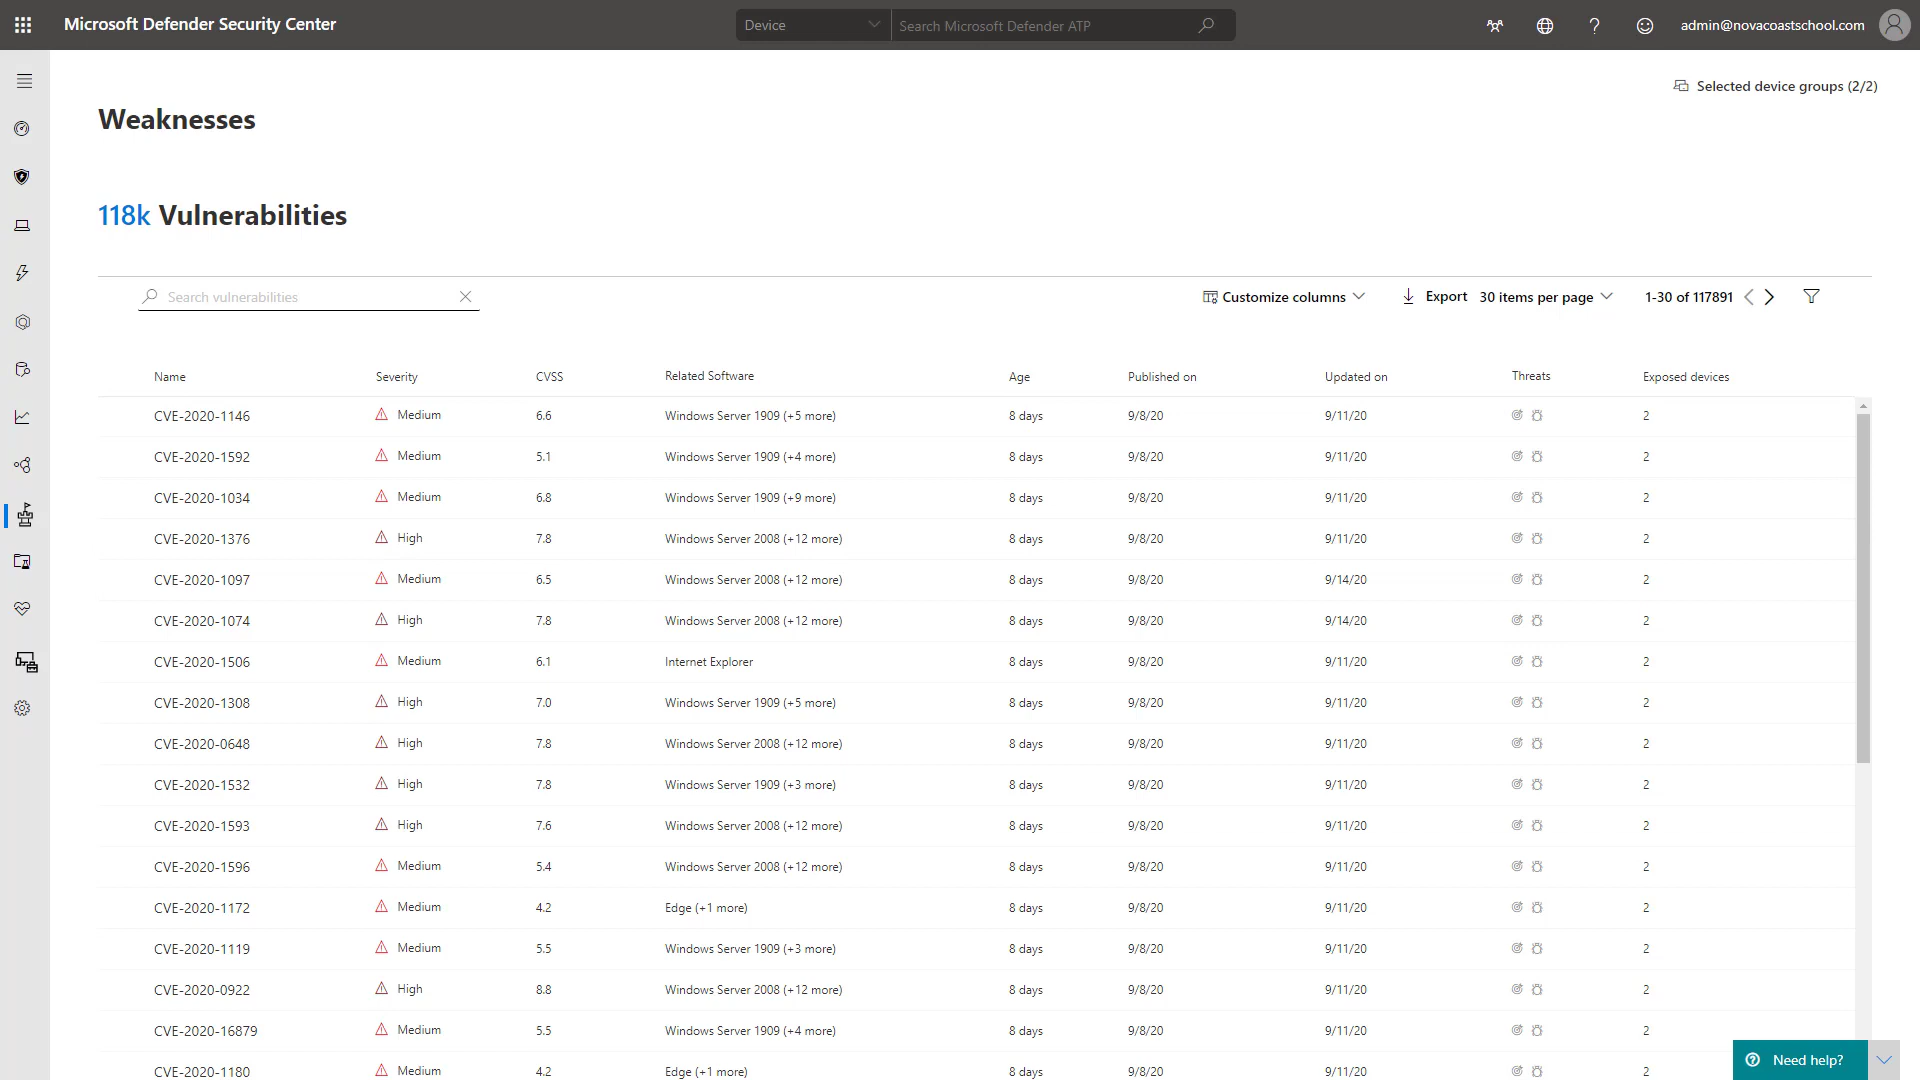 Microsoft Defender Security Center Device Search Microsoft Defender ATP admin@novacoastschool.com
Selected device groups (2/2)
Weaknesses
118k Vulnerabilities
Search vulnerabilities Customize columns Export 30 items per page 1-30 of 117891
Name Severity CVSS Related Software Age Published on Updated on Threats Exposed devices
CVE-2020-1146 Medium 6.6 Windows Server 1909 (+5 more) 8 days 9/8/20 9/11/20 2
CVE-2020-1592 Medium 5.1 Windows Server 1909 (+4 more) 8 days 9/8/20 9/11/20 2
CVE-2020-1034 Medium 6.8 Windows Server 1909 (+9 more) 8 days 9/8/20 9/11/20 2
CVE-2020-1376 High 7.8 Windows Server 2008 (+12 more) 8 days 9/8/20 9/11/20 2
CVE-2020-1097 Medium 6.5 Windows Server 2008 (+12 more) 8 days 9/8/20 9/14/20 2
CVE-2020-1074 High 7.8 Windows Server 2008 (+12 more) 8 days 9/8/20 9/14/20 2
CVE-2020-1506 Medium 6.1 Internet Explorer 8 days 9/8/20 9/11/20 2
CVE-2020-1308 High 7.0 Windows Server 1909 (+5 more) 8 days 9/8/20 9/11/20 2
CVE-2020-0648 High 7.8 Windows Server 2008 (+12 more) 8 days 9/8/20 9/11/20 2
CVE-2020-1532 High 7.8 Windows Server 1909 (+3 more) 8 days 9/8/20 9/11/20 2
CVE-2020-1593 High 7.6 Windows Server 2008 (+12 more) 8 days 9/8/20 9/11/20 2
CVE-2020-1596 Medium 5.4 Windows Server 2008 (+12 more) 8 days 9/8/20 9/11/20 2
CVE-2020-1172 Medium 4.2 Edge (+1 more) 8 days 9/8/20 9/11/20 2
CVE-2020-1119 Medium 5.5 Windows Server 1909 (+3 more) 8 days 9/8/20 9/11/20 2
CVE-2020-0922 High 8.8 Windows Server 2008 (+12 more) 8 days 9/8/20 9/11/20 2
CVE-2020-16879 Medium 5.5 Windows Server 1909 (+4 more) 8 days 9/8/20 9/11/20 2
CVE-2020-1180 Medium 4.2 Edge (+1 more) 8 days 9/8/20 9/11/20 2
Need help?